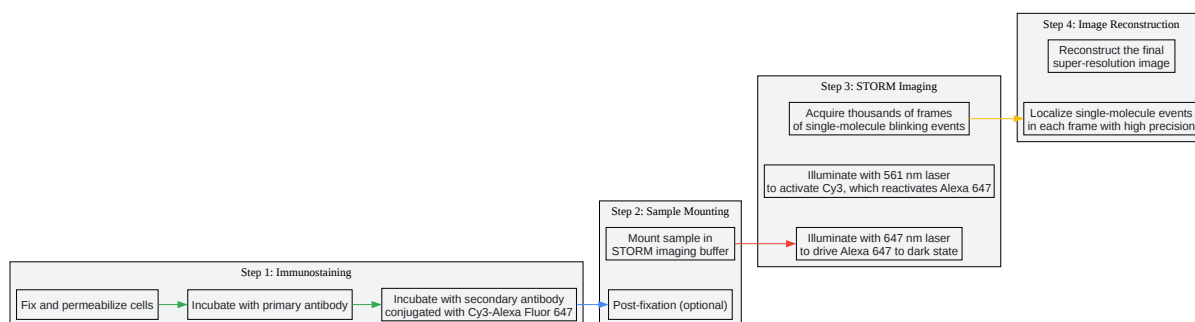 Step 4: Image Reconstruction
Reconstruct the final
super-resolution image
Localize single-molecule events
in each frame with high precision
Step 3: STORM Imaging
Acquire thousands of frames
of single-molecule blinking events
Illuminate with 561 nm laser
to activate Cy3, which reactivates Alexa 647
Illuminate with 647 nm laser
to drive Alexa 647 to dark state
Step 2: Sample Mounting
Mount sample in
STORM imaging buffer
Post-fixation (optional)
Step 1: Immunostaining
Fix and permeabilize cells
Incubate with primary antibody
Incubate with secondary antibody
conjugated with Cy3-Alexa Fluor 647